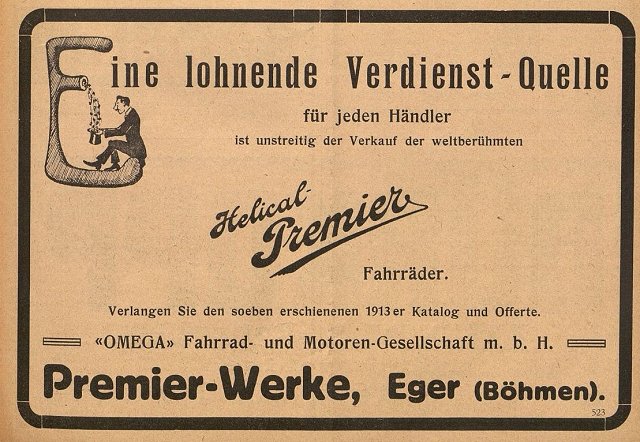 Eine lohnende Verdienst-Quelle
für jeden Händler
ist unstreitig der Verkauf der weltberühmten
Helical-
Premier
Fahrräder.
Verlangen Sie den soeben erschienenen 1913er Katalog und Offerte.
«OMEGA» Fahrrad- und Motoren-Gesellschaft m. b. H.
Premier-Werke, Eger (Böhmen).
523